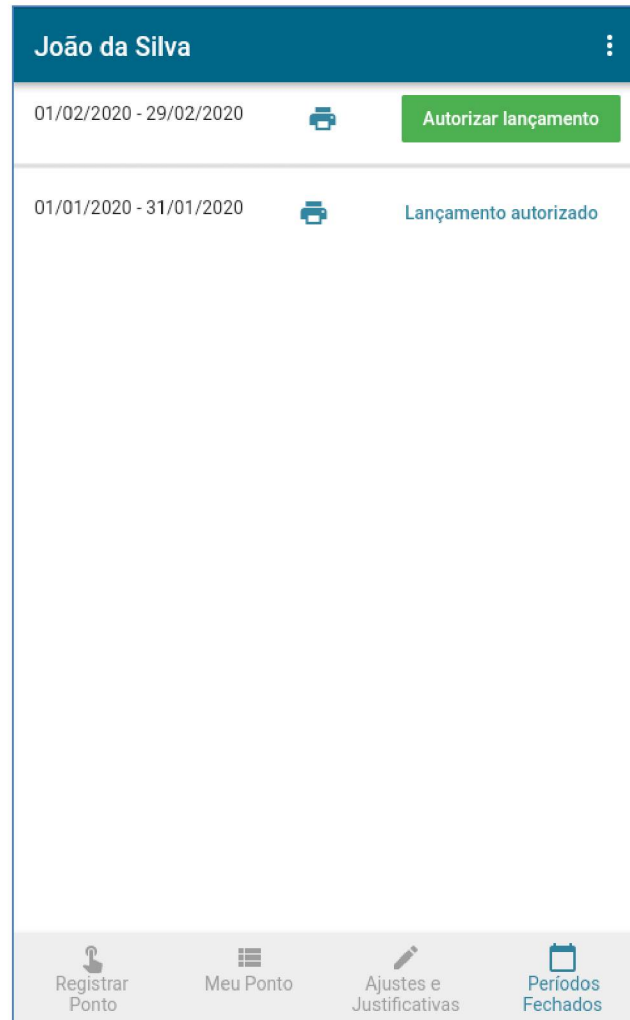 João da Silva
01/02/2020 - 29/02/2020 Autorizar lançamento
01/01/2020 - 31/01/2020 Lançamento autorizado
Registrar Ponto
Meu Ponto
Ajustes e Justificativas
Períodos Fechados